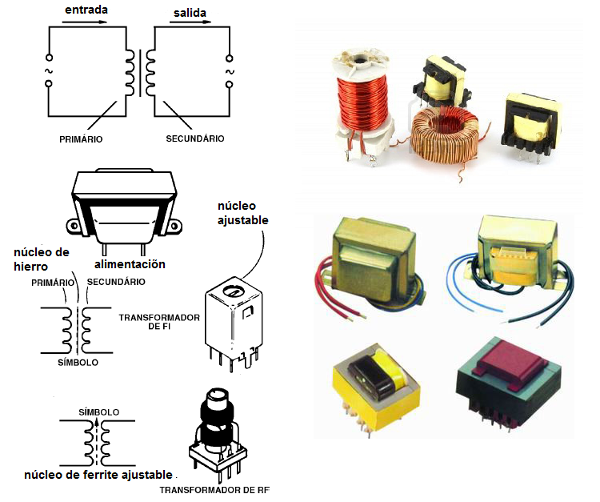 entrada
salida
~
~
PRIMÁRIO
SECUNDÁRIO
alimentaciön
núcleo
ajustable
núcleo de
hierro
PRIMÁRIO
SECUNDÁRIO
TRANSFORMADOR
DE FI
SÍMBOLO
SÍMBOLO
núcleo de ferrite ajustable
TRANSFORMADOR DE RF